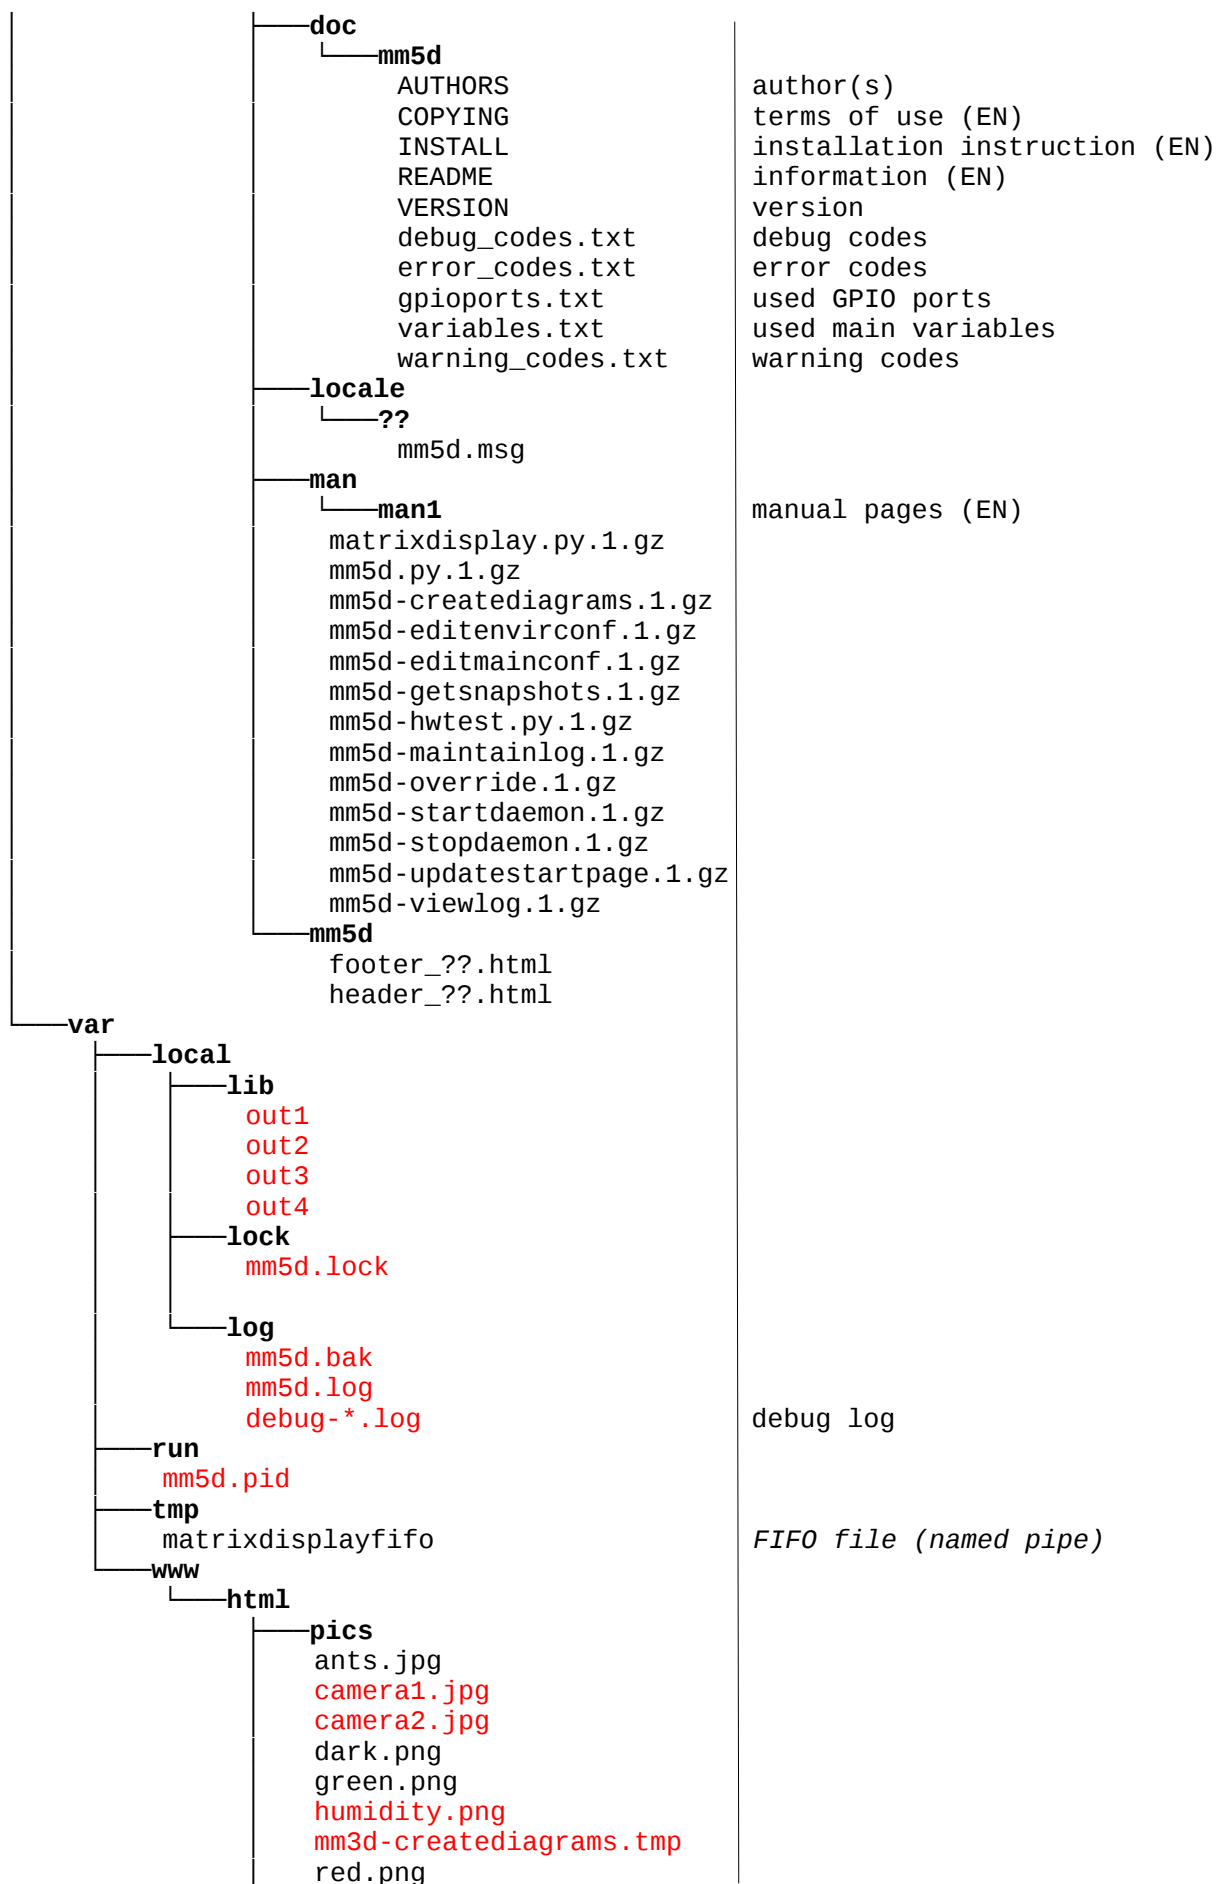 doc
mm5d
AUTHORS author(s)
COPYING terms of use (EN)
INSTALL installation instruction (EN)
README information (EN)
VERSION version
debug_codes.txt debug codes
error_codes.txt error codes
gpioports.txt used GPIO ports
variables.txt used main variables
warning_codes.txt warning codes
locale
??
mm5d.msg
man
man1 manual pages (EN)
matrixdisplay.py.1.gz
mm5d.py.1.gz
mm5d-creatediagrams.1.gz
mm5d-editenvirconf.1.gz
mm5d-editmainconf.1.gz
mm5d-getsnapshots.1.gz
mm5d-hwtest.py.1.gz
mm5d-maintainlog.1.gz
mm5d-override.1.gz
mm5d-startdaemon.1.gz
mm5d-stopdaemon.1.gz
mm5d-updatestartpage.1.gz
mm5d-viewlog.1.gz
mm5d
footer_??.html
header_??.html
var
local
lib
out1
out2
out3
out4
lock
mm5d.lock
log
mm5d.bak
mm5d.log
debug-*.log debug log
run
mm5d.pid
tmp
matrixdisplayfifo FIFO file (named pipe)
www
html
pics
ants.jpg
camera1.jpg
camera2.jpg
dark.png
green.png
humidity.png
mm3d-creatediagrams.tmp
red.png